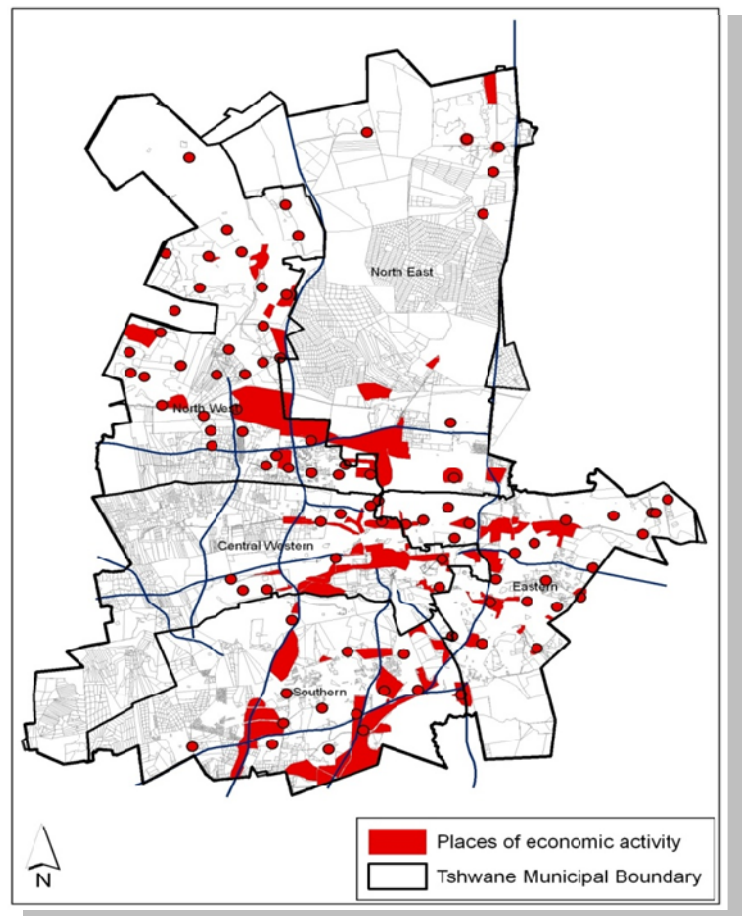 North East
North West
Central Western
Eastern
Southern
Places of economic activity
Tshwane Municipal Boundary
N